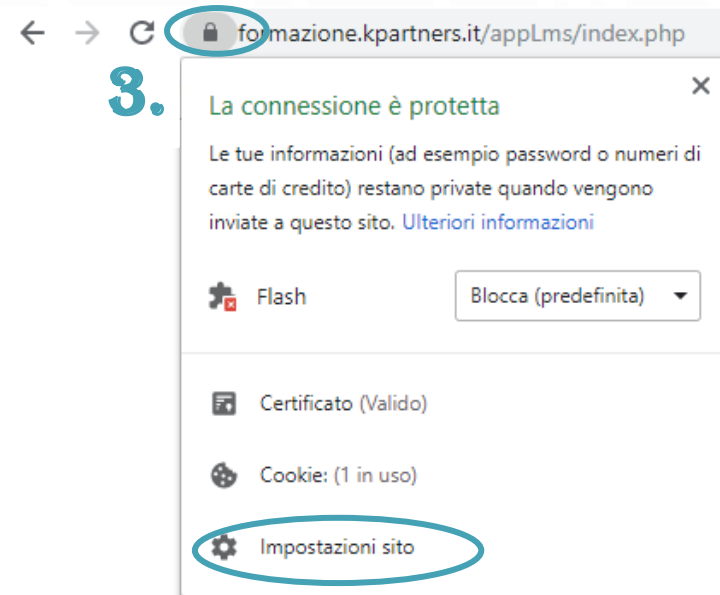 formazione.kpartners.it/appLms/index.php
3.
La connessione è protetta
Le tue informazioni (ad esempio password o numeri di
carte di credito) restano private quando vengono
inviate a questo sito. Ulteriori informazioni
Flash Blocca (predefinita)
Certificato (Valido)
Cookie: (1 in uso)
Impostazioni sito